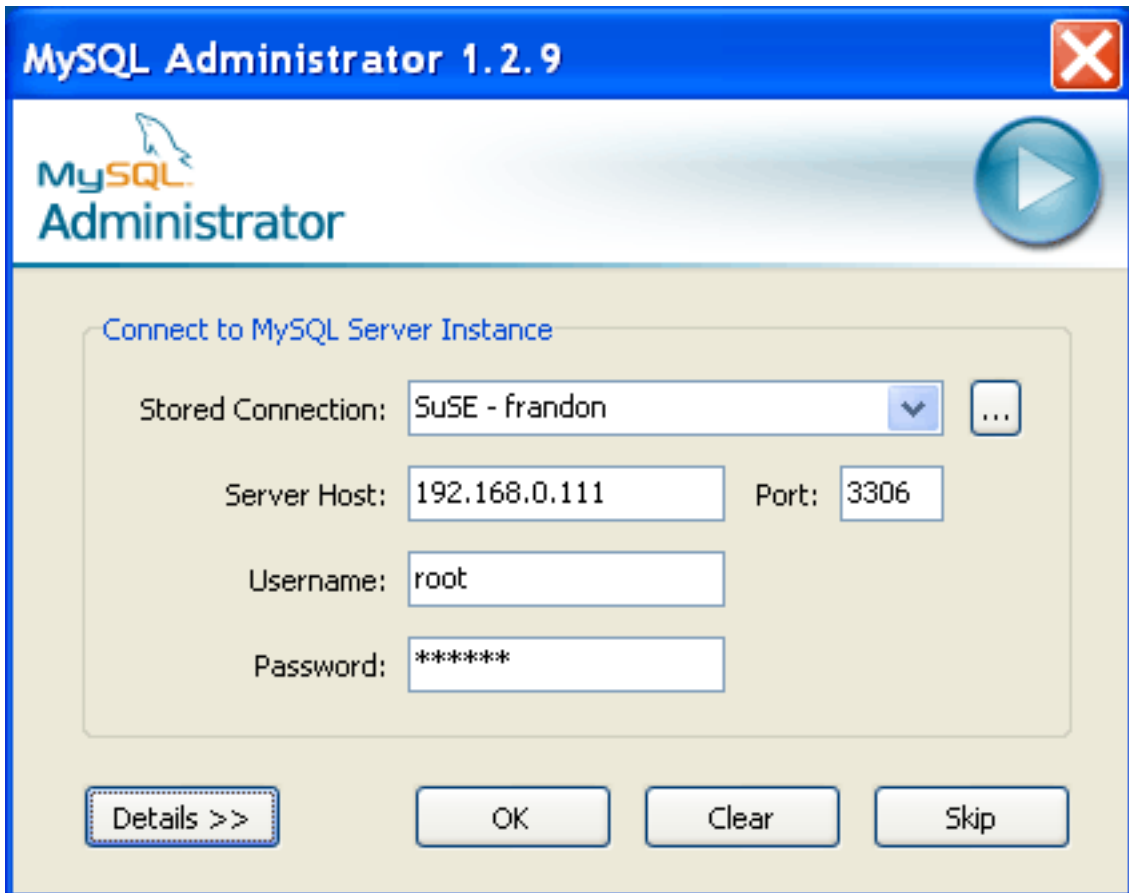 MySQL Administrator 1.2.9
MySQL
Administrator
Connect to MySQL Server Instance
Stored Connection: SuSE - frandon ...
Server Host: 192.168.0.111 Port: 3306
Username: root
Password: ******
Details >> OK Clear Skip